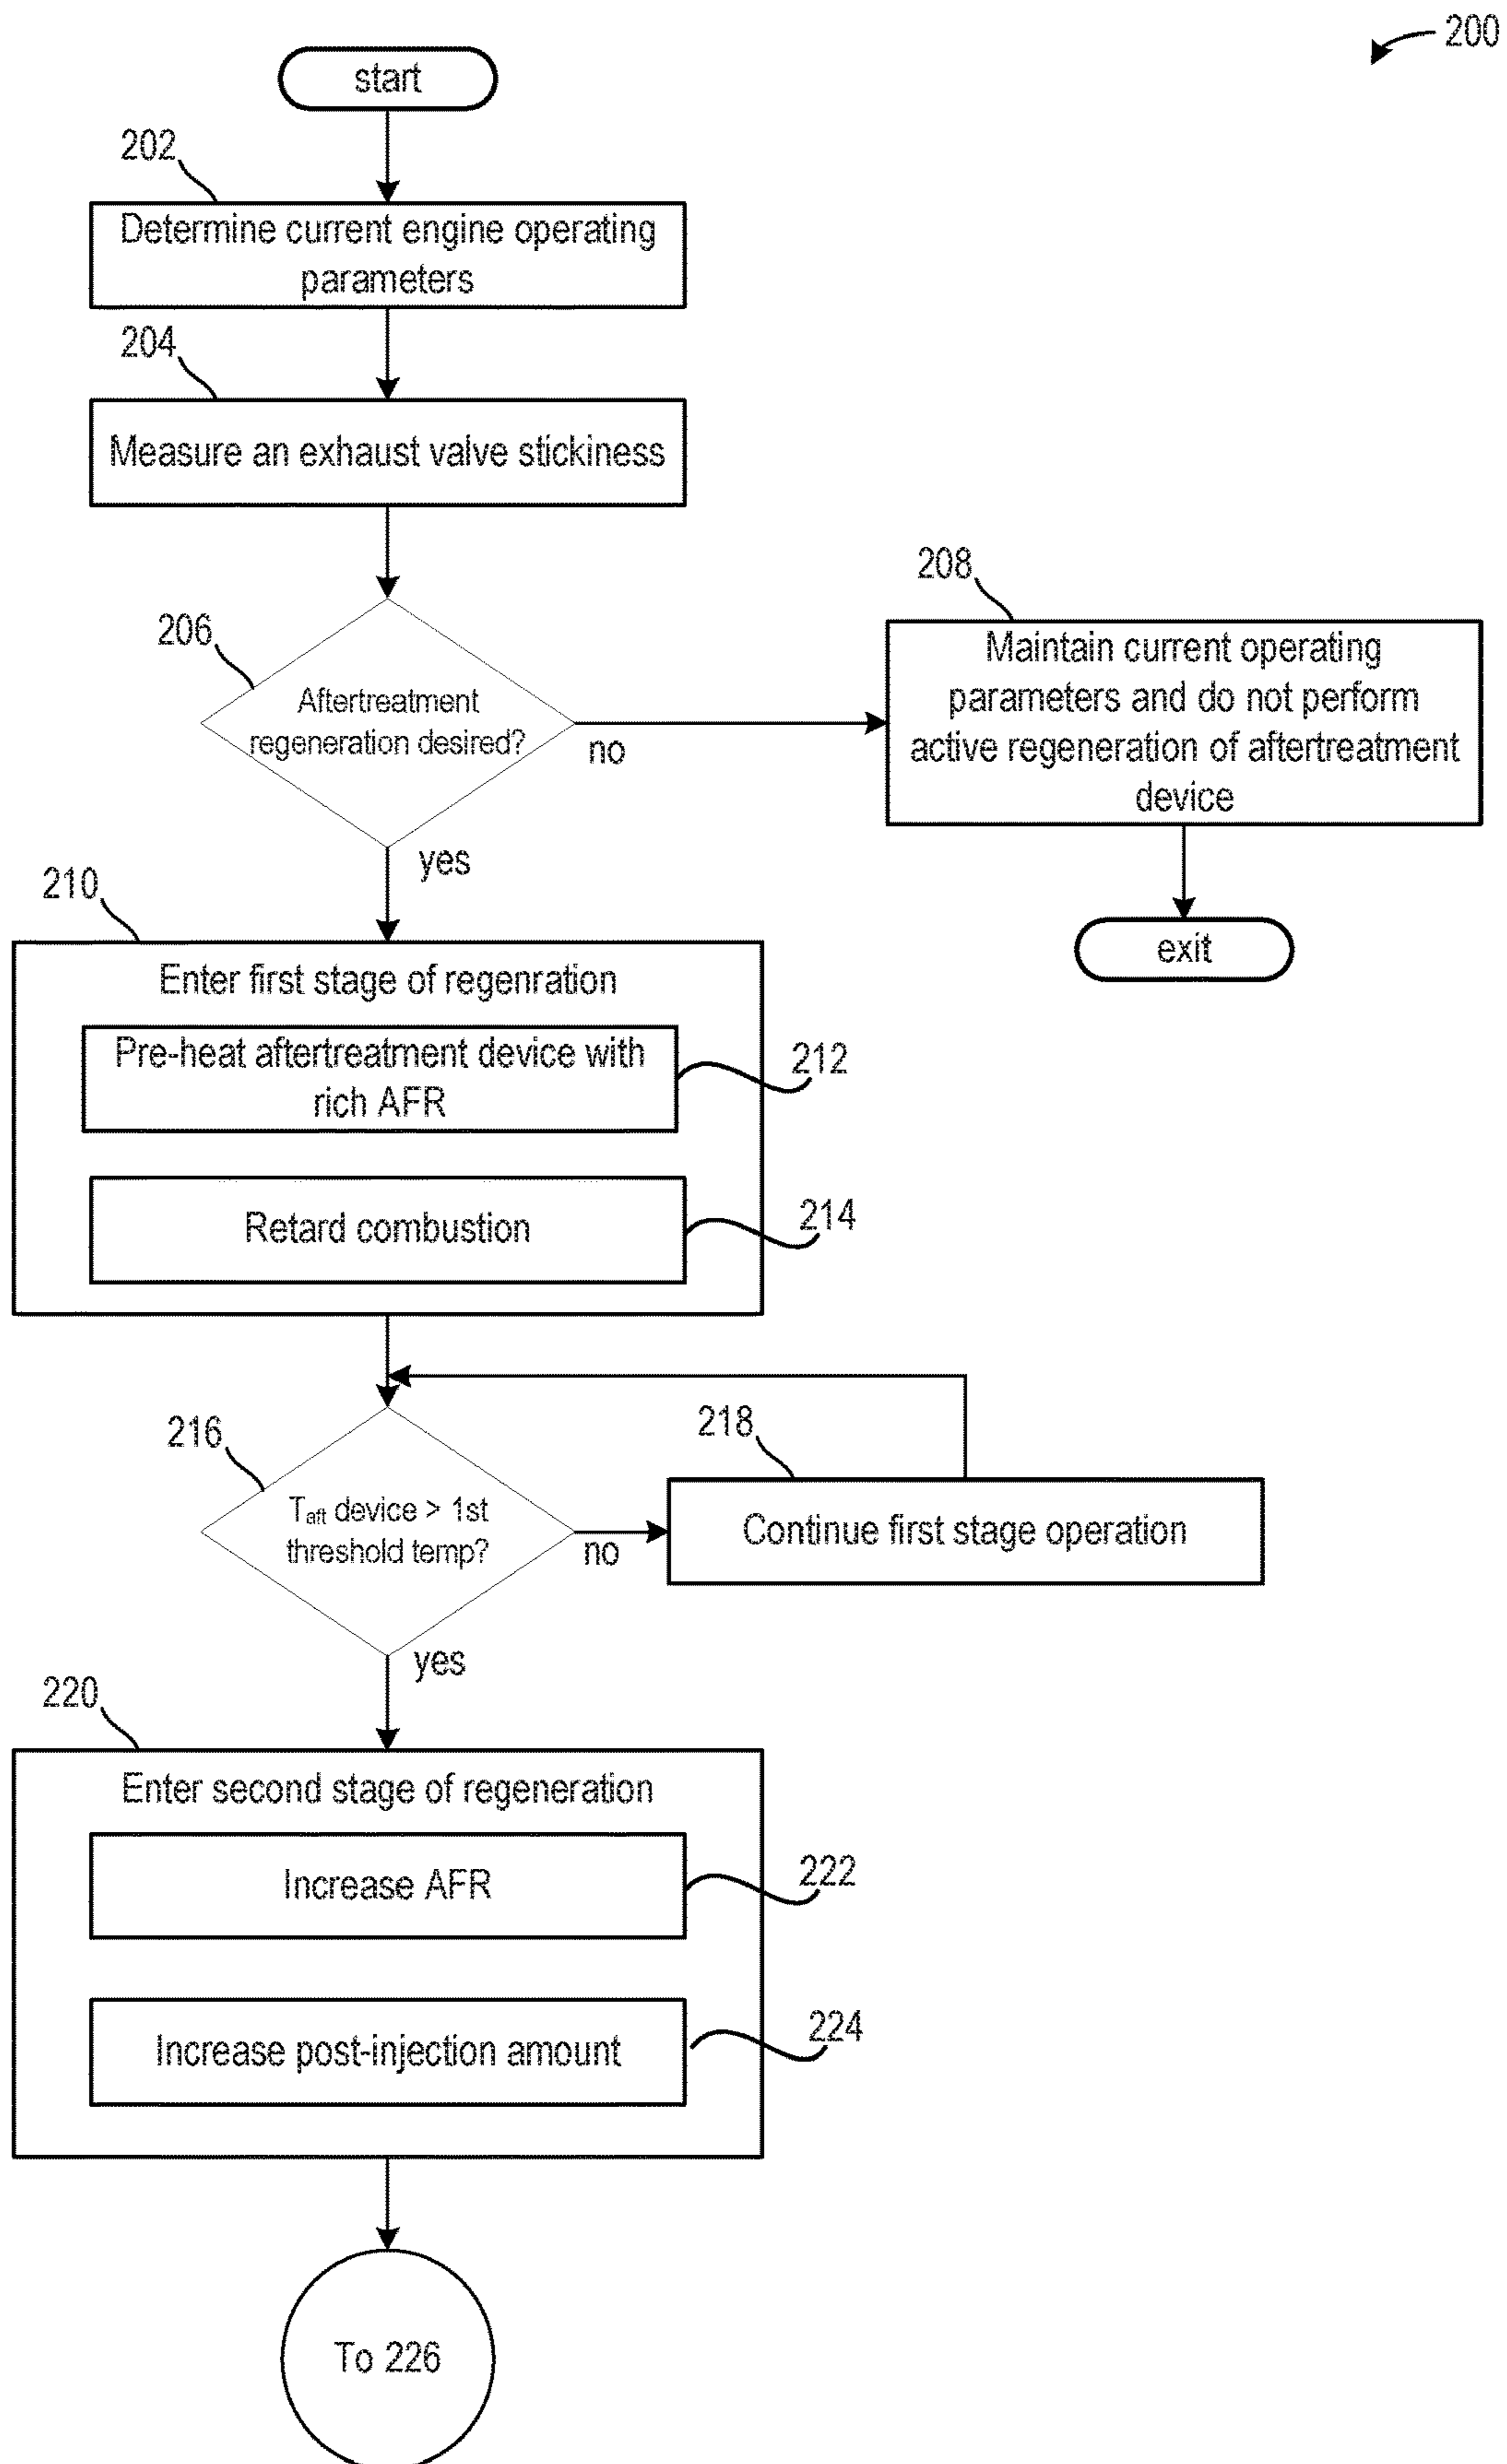 200
start
202
Determine current engine operating
parameters
204
Measure an exhaust valve stickiness
206
Aftertreatment
regeneration desired?
no
yes
208
Maintain current operating
parameters and do not perform
active regeneration of aftertreatment
device
exit
210
Enter first stage of regenration
Pre-heat aftertreatment device with
rich AFR
212
Retard combustion
214
216
Taft device > 1st
threshold temp?
no
yes
218
Continue first stage operation
220
Enter second stage of regeneration
Increase AFR
222
Increase post-injection amount
224
To 226